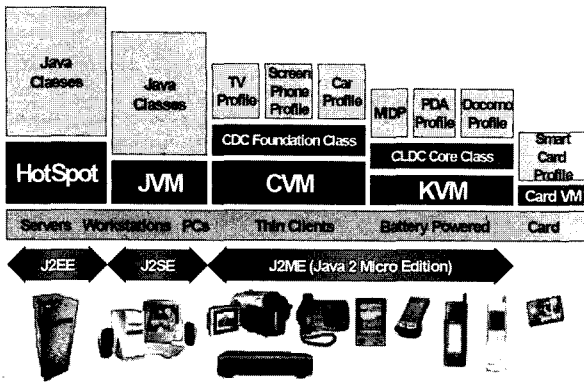 Java
Classes
Java
Classes
TV
Profile
Screen
Phone
Profile
Car
Profile
MIDP
PDA
Profile
Docomo
Profile
Smart
Card
Profile
CDC Foundation Class
CLDC Core Class
HotSpot
JVM
CVM
KVM
Card VM
Servers Workstations PCs Thin Clients Battery Powered Card
J2EE
J2SE
J2ME (Java 2 Micro Edition)